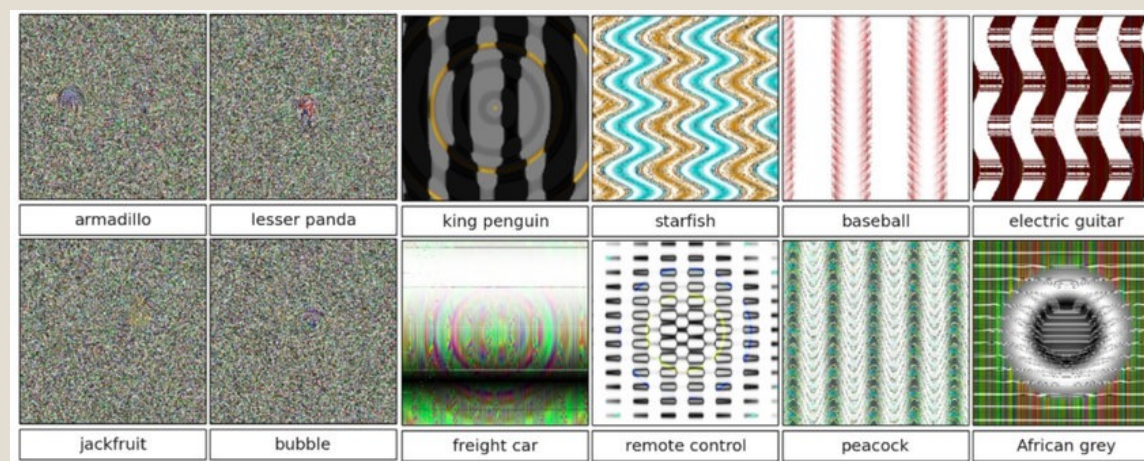 armadillo
lesser panda
king penguin
starfish
baseball
electric guitar
jackfruit
bubble
freight car
remote control
peacock
African grey